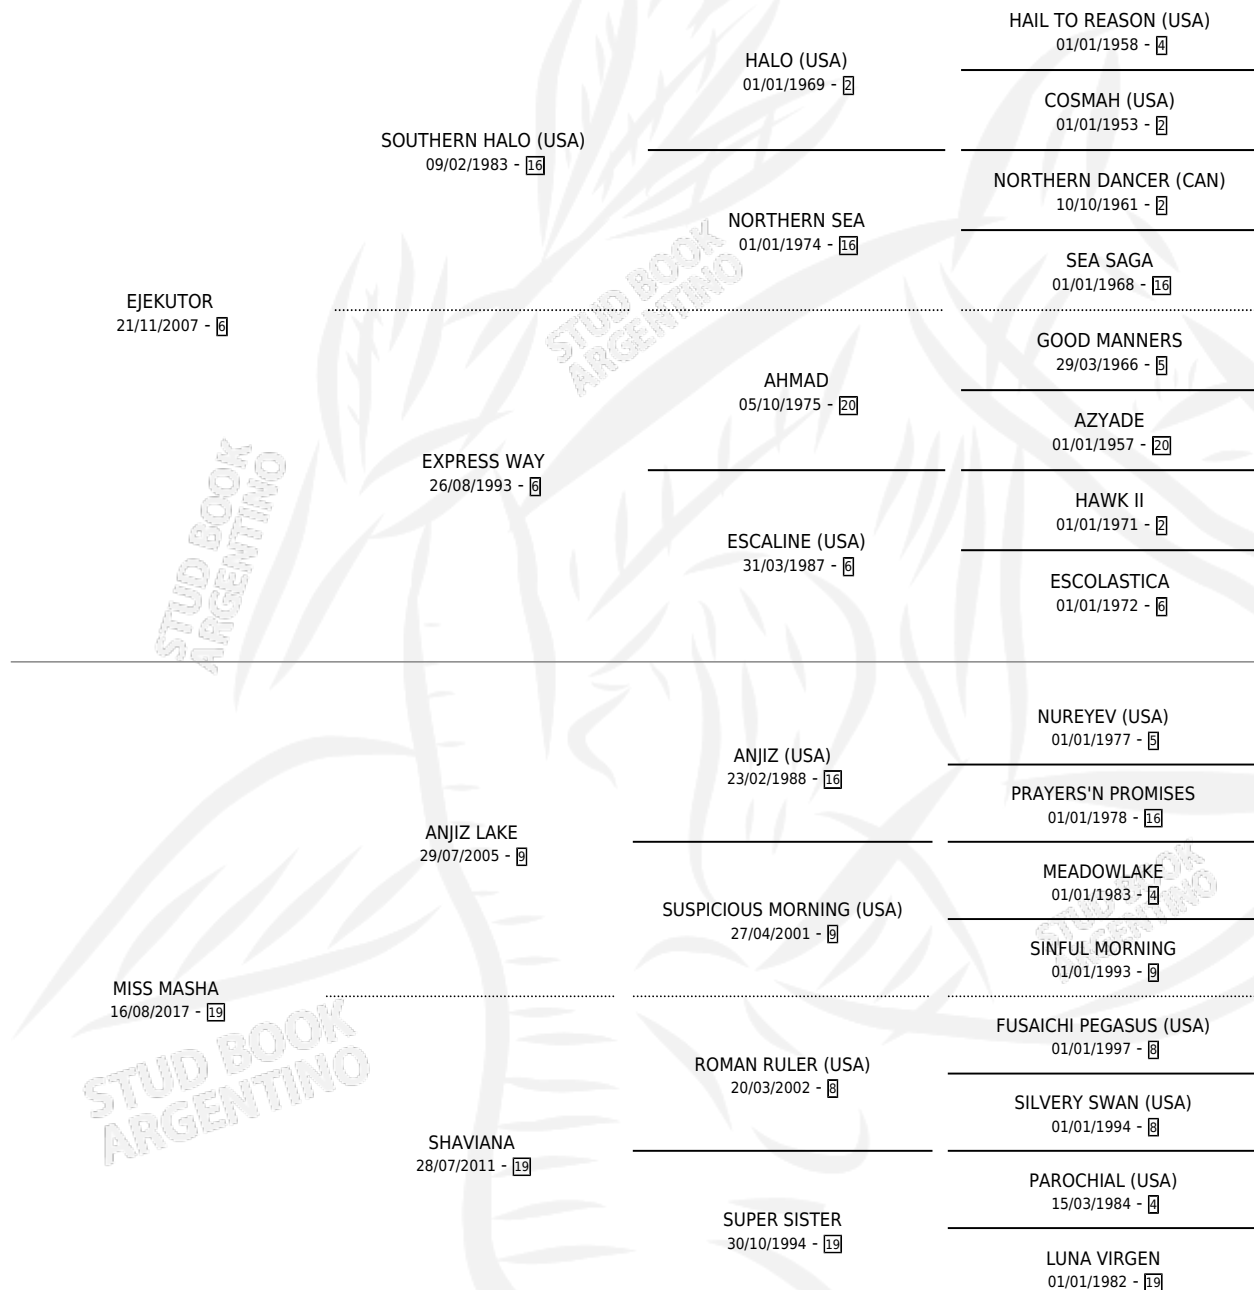 HAIL TO REASON (USA)
01/01/1958 - 4
HALO (USA)
01/01/1969 - 2
COSMAH (USA)
01/01/1953 - 2
SOUTHERN HALO (USA)
09/02/1983 - 16
NORTHERN DANCER (CAN)
10/10/1961 - 2
NORTHERN SEA
01/01/1974 - 16
SEA SAGA
01/01/1968 - 16
EJEKUTOR
21/11/2007 - 6
GOOD MANNERS
29/03/1966 - 5
AHMAD
05/10/1975 - 20
AZYADE
01/01/1957 - 20
EXPRESS WAY
26/08/1993 - 6
HAWK II
01/01/1971 - 2
ESCALINE (USA)
31/03/1987 - 6
ESCOLASTICA
01/01/1972 - 6
STUD BOOK
ARGENTINO
STUD BOOK
ARGENTINO
NUREYEV (USA)
01/01/1977 - 5
ANJIZ (USA)
23/02/1988 - 16
PRAYERS'N PROMISES
01/01/1978 - 16
ANJIZ LAKE
29/07/2005 - 9
MEADOWLAKE
01/01/1983 - 4
SUSPICIOUS MORNING (USA)
27/04/2001 - 9
SINFUL MORNING
01/01/1993 - 9
MISS MASHA
16/08/2017 - 19
FUSAICHI PEGASUS (USA)
01/01/1997 - 8
ROMAN RULER (USA)
20/03/2002 - 8
SILVERY SWAN (USA)
01/01/1994 - 8
SHAVIANA
28/07/2011 - 19
PAROCHIAL (USA)
15/03/1984 - 4
SUPER SISTER
30/10/1994 - 19
LUNA VIRGEN
01/01/1982 - 19
STUD BOOK
ARGENTINO
STUD BOOK
ARGENTINO